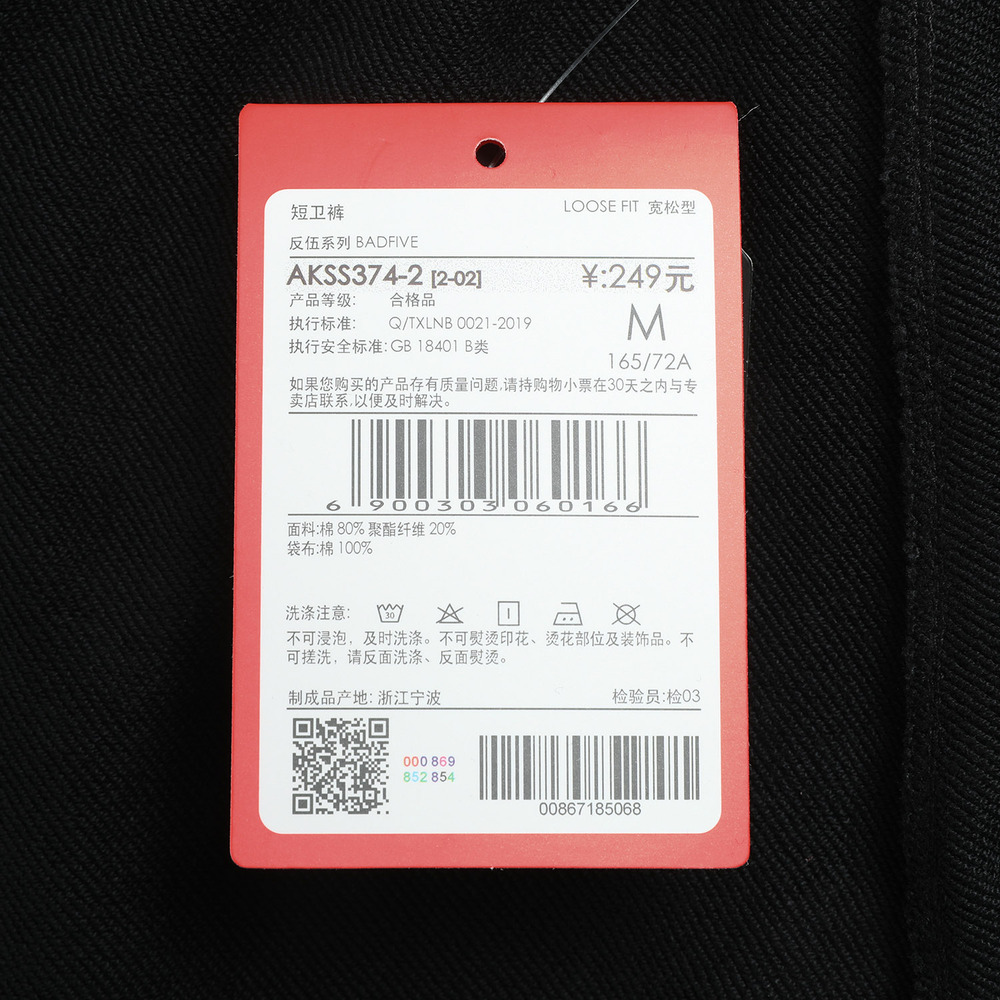 短卫裤
LOOSE FIT 宽松型
反伍系列 BADFIVE
AKSS374-2 [2-02]
¥:249元
产品等级: 合格品
执行标准: Q/TXLNB 0021-2019
M
执行安全标准:GB 18401 B类
165/72A
如果您购买的产品存有质量问题,请持购物小票在30天之内与专
卖店联系,以便及时解决。
6 900303 060166
面料:棉 80% 聚酯纤维 20%
袋布:棉 100%
洗涤注意: 30
不可浸泡，及时洗涤。不可熨烫印花、烫花部位及装饰品。不
可搓洗，请反面洗涤、反面熨烫。
制成品产地: 浙江宁波
检验员:检03
000 869
852 854
00867185068